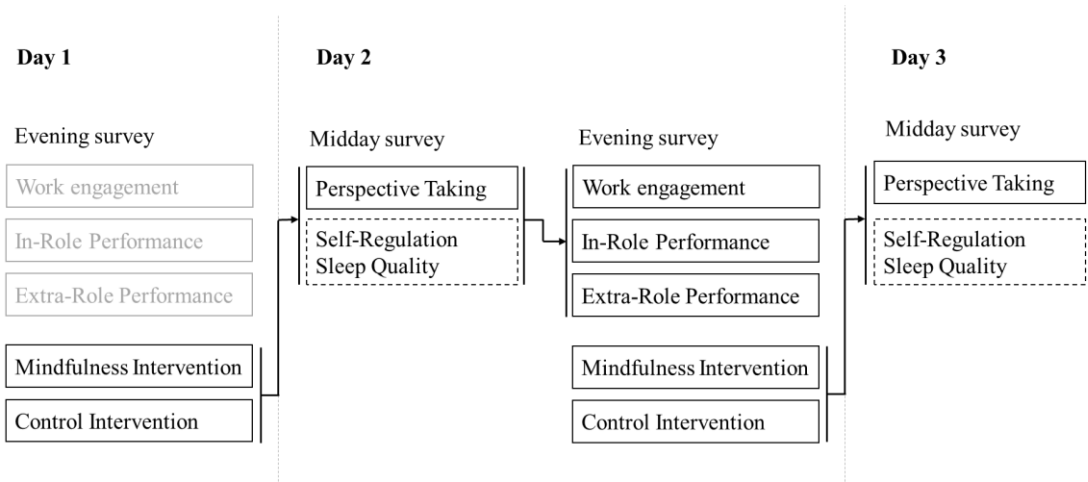 Day 1
Evening survey
Work engagement
In-Role Performance
Extra-Role Performance
Mindfulness Intervention
Control Intervention
Day 2
Midday survey
Perspective Taking
Self-Regulation
Sleep Quality
Evening survey
Work engagement
In-Role Performance
Extra-Role Performance
Mindfulness Intervention
Control Intervention
Day 3
Midday survey
Perspective Taking
Self-Regulation
Sleep Quality